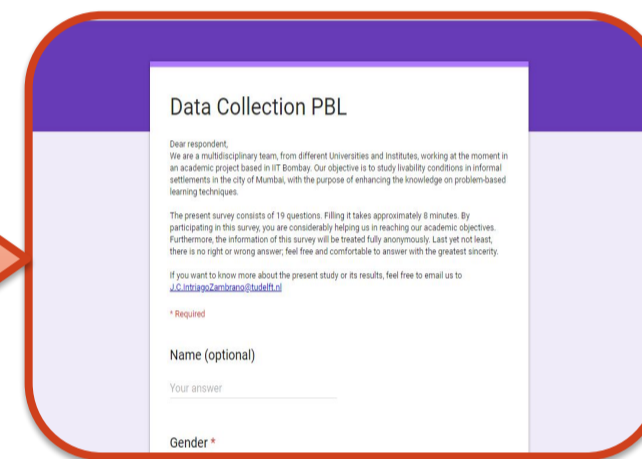 Data Collection PBL
Dear respondent,
We are a multidisciplinary team, from different Universities and Institutes, working at the moment in
an academic project based in IIT Bombay. Our objective is to study livability conditions in informal
settlements in the city of Mumbai, with the purpose of enhancing the knowledge on problem-based
learning techniques.
The present survey consists of 19 questions. Filling it takes approximately 8 minutes. By
participating in this survey, you are considerably helping us in reaching our academic objectives.
Furthermore, the information of this survey will be treated fully anonymously. Last yet not least,
there is no right or wrong answer; feel free and comfortable to answer with the greatest sincerity.
If you want to know more about the present study or its results, feel free to email us to
J.C.IntriagoZambrano@tudelft.nl
* Required
Name (optional)
Your answer
Gender *